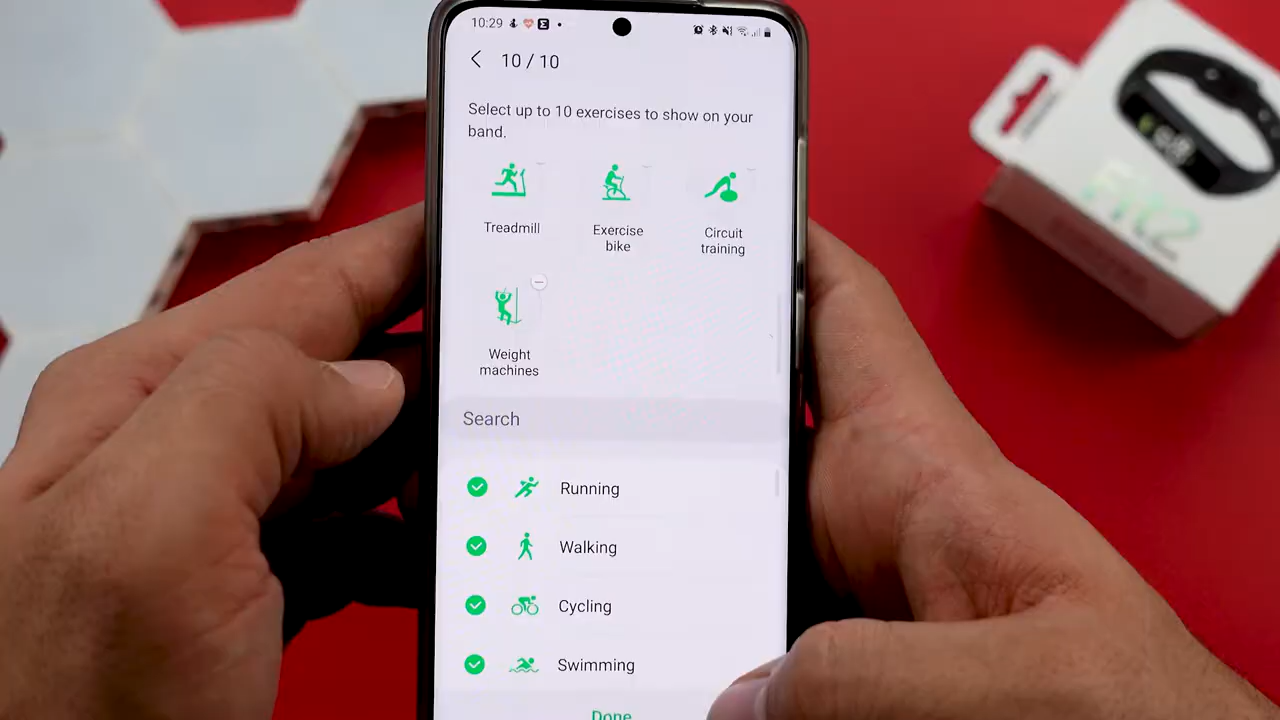 10:29
10 / 10
Select up to 10 exercises to show on your
band.
Treadmill
Exercise
bike
Circuit
training
Weight
machines
Search
Running
Walking
Cycling
Swimming
Done